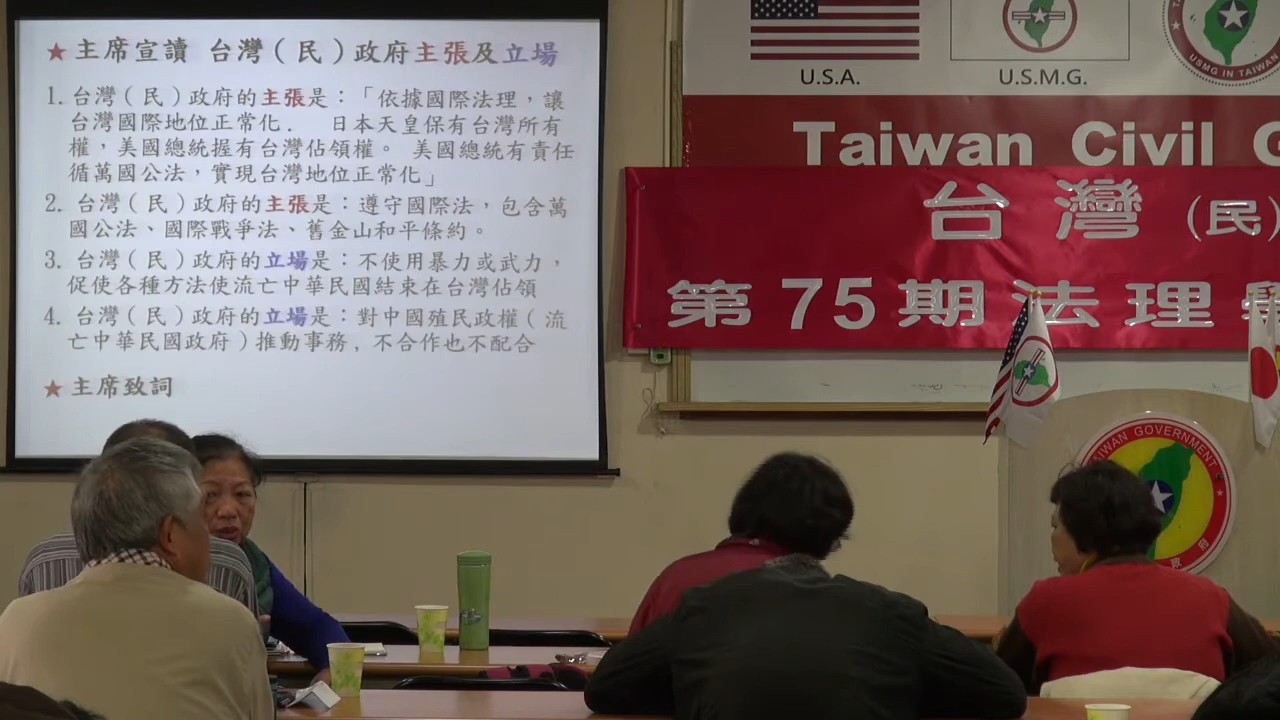 ★ 主席宣讀 台灣(民)政府主張及立場
1. 台灣(民)政府的主張是:「依據國際法理,讓
台灣國際地位正常化. 日本天皇保有台灣所有
權,美國總統握有台灣佔領權。 美國總統有責任
循萬國公法,實現台灣地位正常化」
2. 台灣(民)政府的主張是:遵守國際法,包含萬
國公法、國際戰爭法、舊金山和平條約。
3. 台灣(民)政府的立場是:不使用暴力或武力,
促使各種方法使流亡中華民國結束在台灣佔領
4. 台灣(民)政府的立場是:對中國殖民政權(流
亡中華民國政府)推動事務, 不合作也不配合
★ 主席致詞
U.S.A.
U.S.M.G.
USMG IN TAIWAN
Taiwan Civil G
台灣(民)
第75期法理學
TAIWAN GOVERNMENT
政府